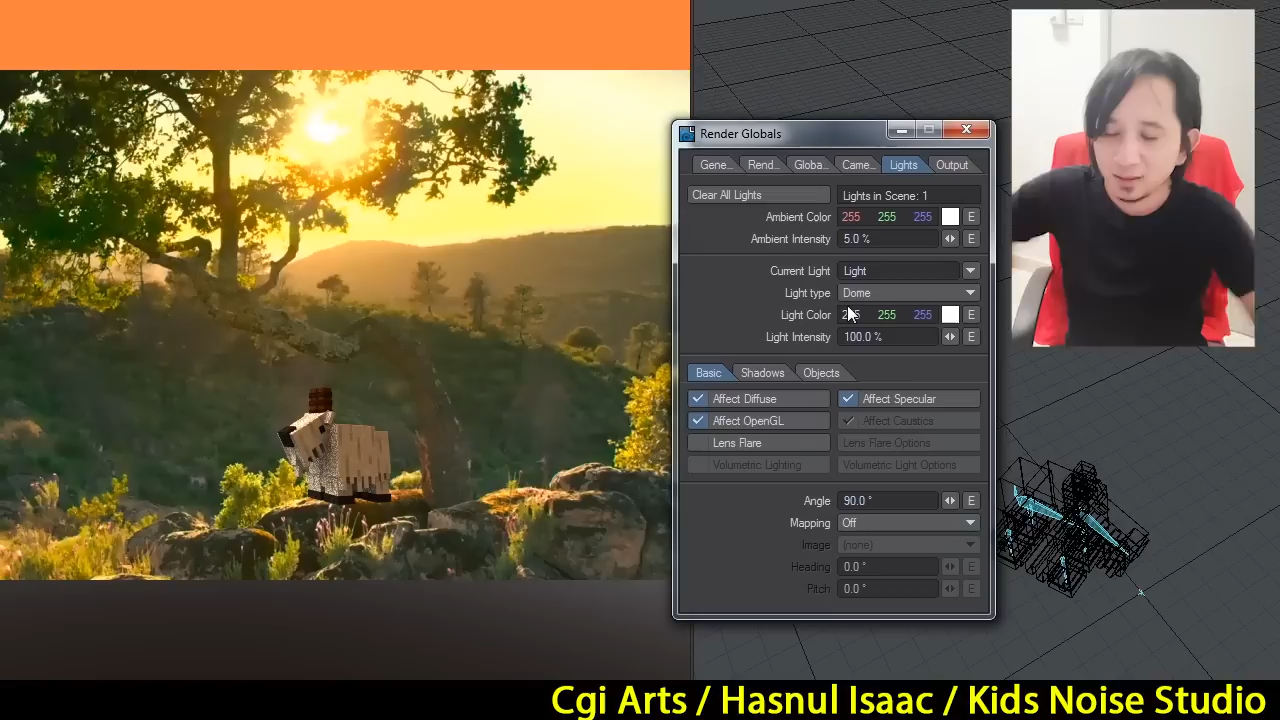 Render Globals
Gene... Rend... Globa... Came... Lights Output
Clear All Lights Lights in Scene: 1
Ambient Color 255 255 255 E
Ambient Intensity 5.0 % E
Current Light Light
Light type Dome
Light Color 255 255 E
Light Intensity 100.0 % E
Basic Shadows Objects
Affect Diffuse Affect Specular
Affect OpenGL Affect Caustics
Lens Flare Lens Flare Options
Volumetric Lighting Volumetric Light Options
Angle 90.0 ° E
Mapping Off
Image (none)
Heading 0.0 ° E
Pitch 0.0 ° E
Cgi Arts / Hasnul Isaac / Kids Noise Studio